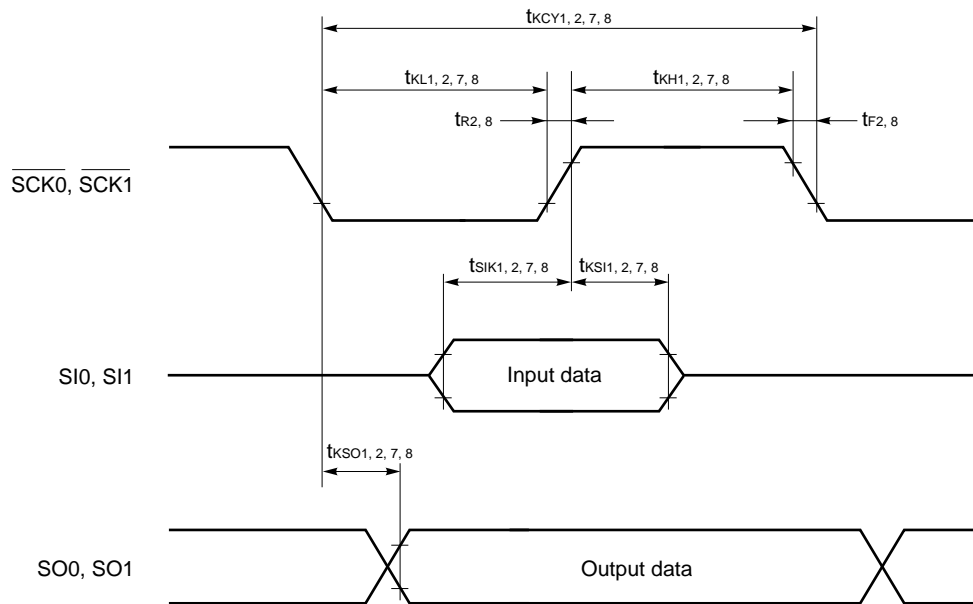 tKCY1, 2, 7, 8
tKL1, 2, 7, 8
tKH1, 2, 7, 8
tR2, 8
tF2, 8
SCK0, SCK1
tSIK1, 2, 7, 8
tKSI1, 2, 7, 8
SI0, SI1
Input data
tKSO1, 2, 7, 8
SO0, SO1
Output data